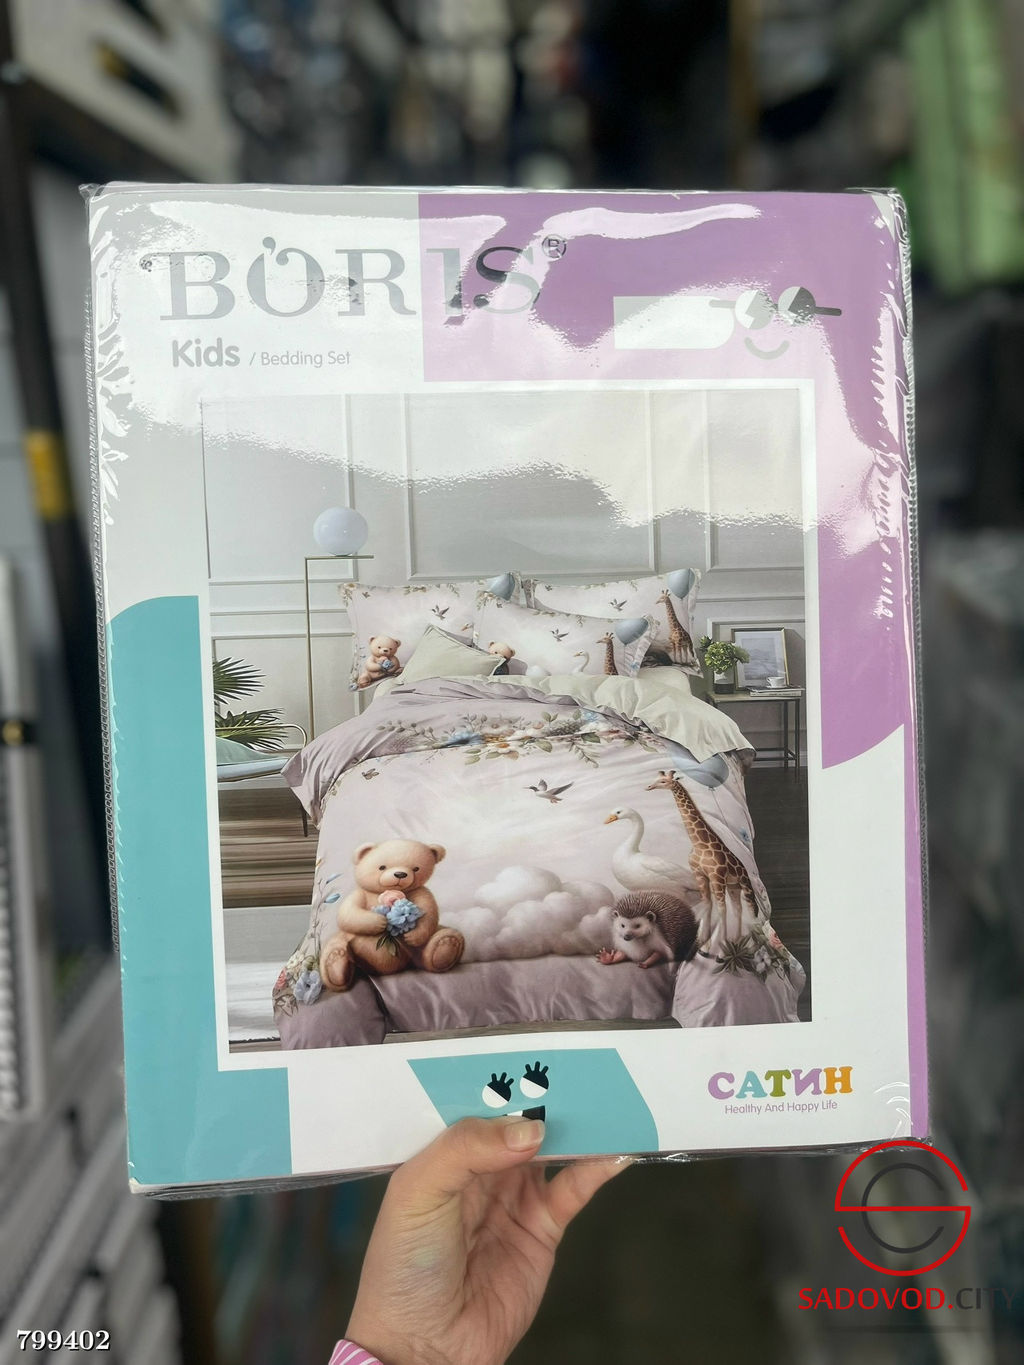 BORIS®
Kids / Bedding Set
САТИН
Healthy And Happy Life
SADOVOD.CITY
799402